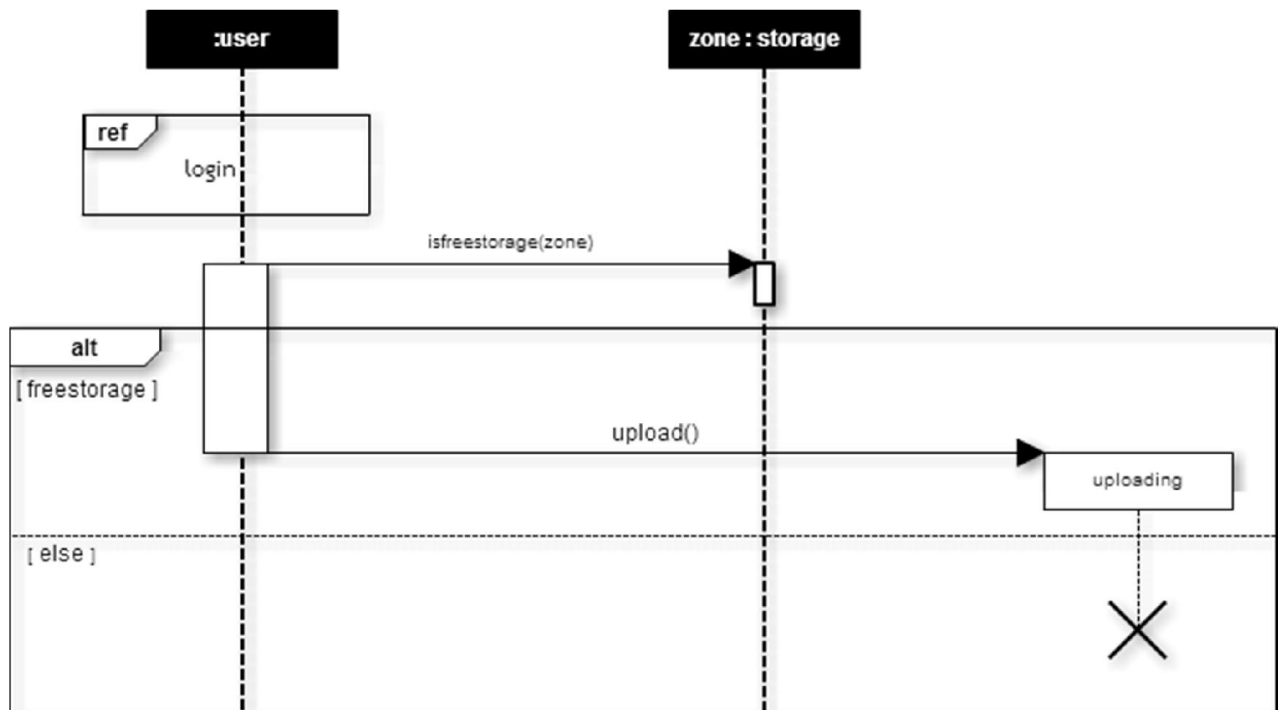 :user
zone : storage
ref
login
isfreestorage(zone)
alt
[ freestorage ]
upload()
uploading
[ else ]